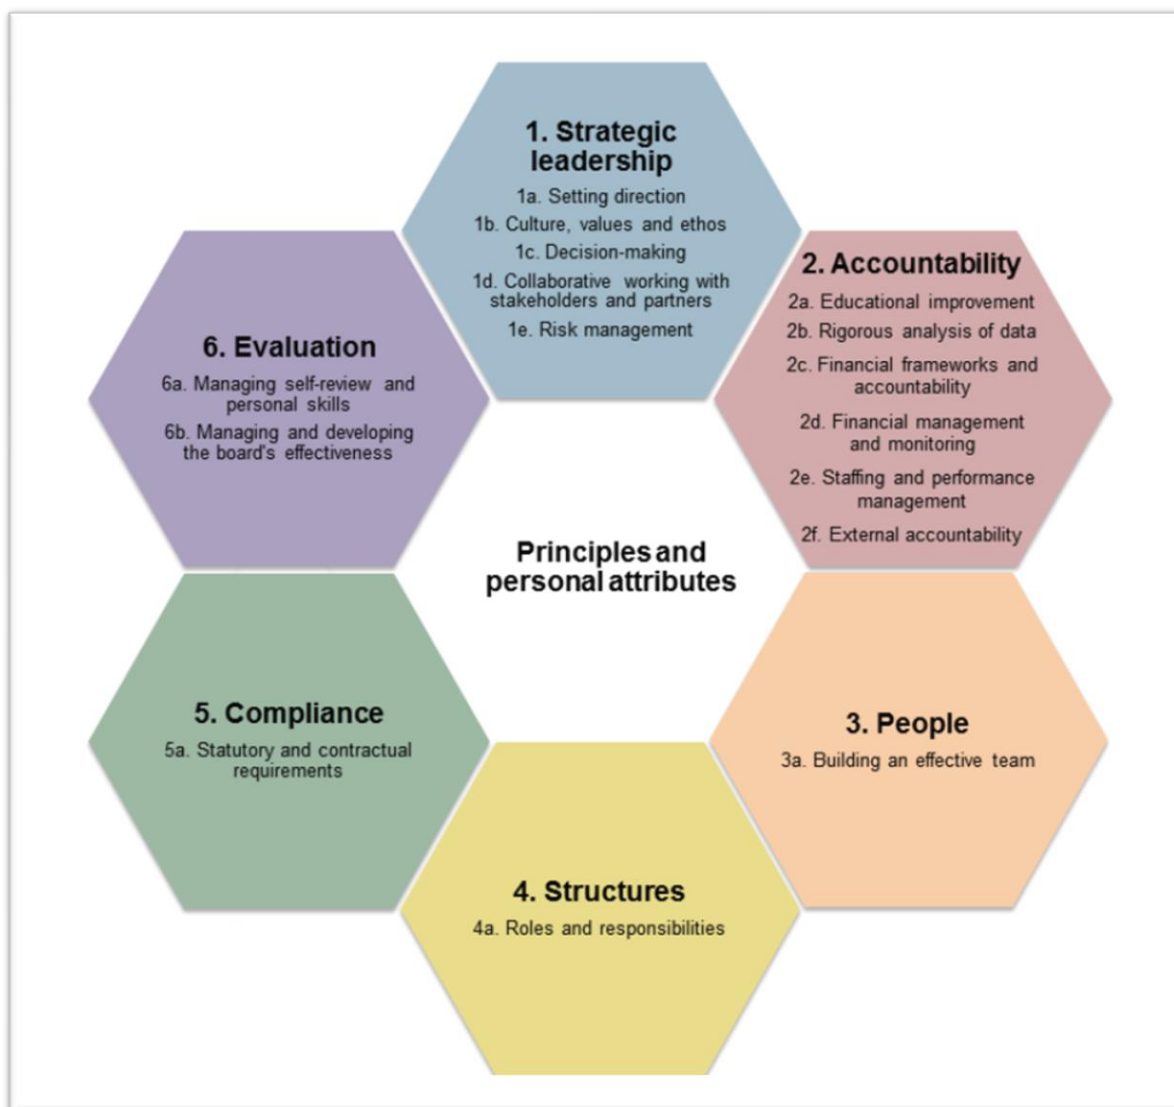 1. Strategic
leadership
1a. Setting direction
1b. Culture, values and ethos
1c. Decision-making
1d. Collaborative working with
stakeholders and partners
1e. Risk management
2. Accountability
2a. Educational improvement
2b. Rigorous analysis of data
2c. Financial frameworks and
accountability
2d. Financial management
and monitoring
2e. Staffing and performance
management
2f. External accountability
3. People
3a. Building an effective team
4. Structures
4a. Roles and responsibilities
5. Compliance
5a. Statutory and contractual
requirements
6. Evaluation
6a. Managing self-review and
personal skills
6b. Managing and developing
the board's effectiveness
Principles and
personal attributes